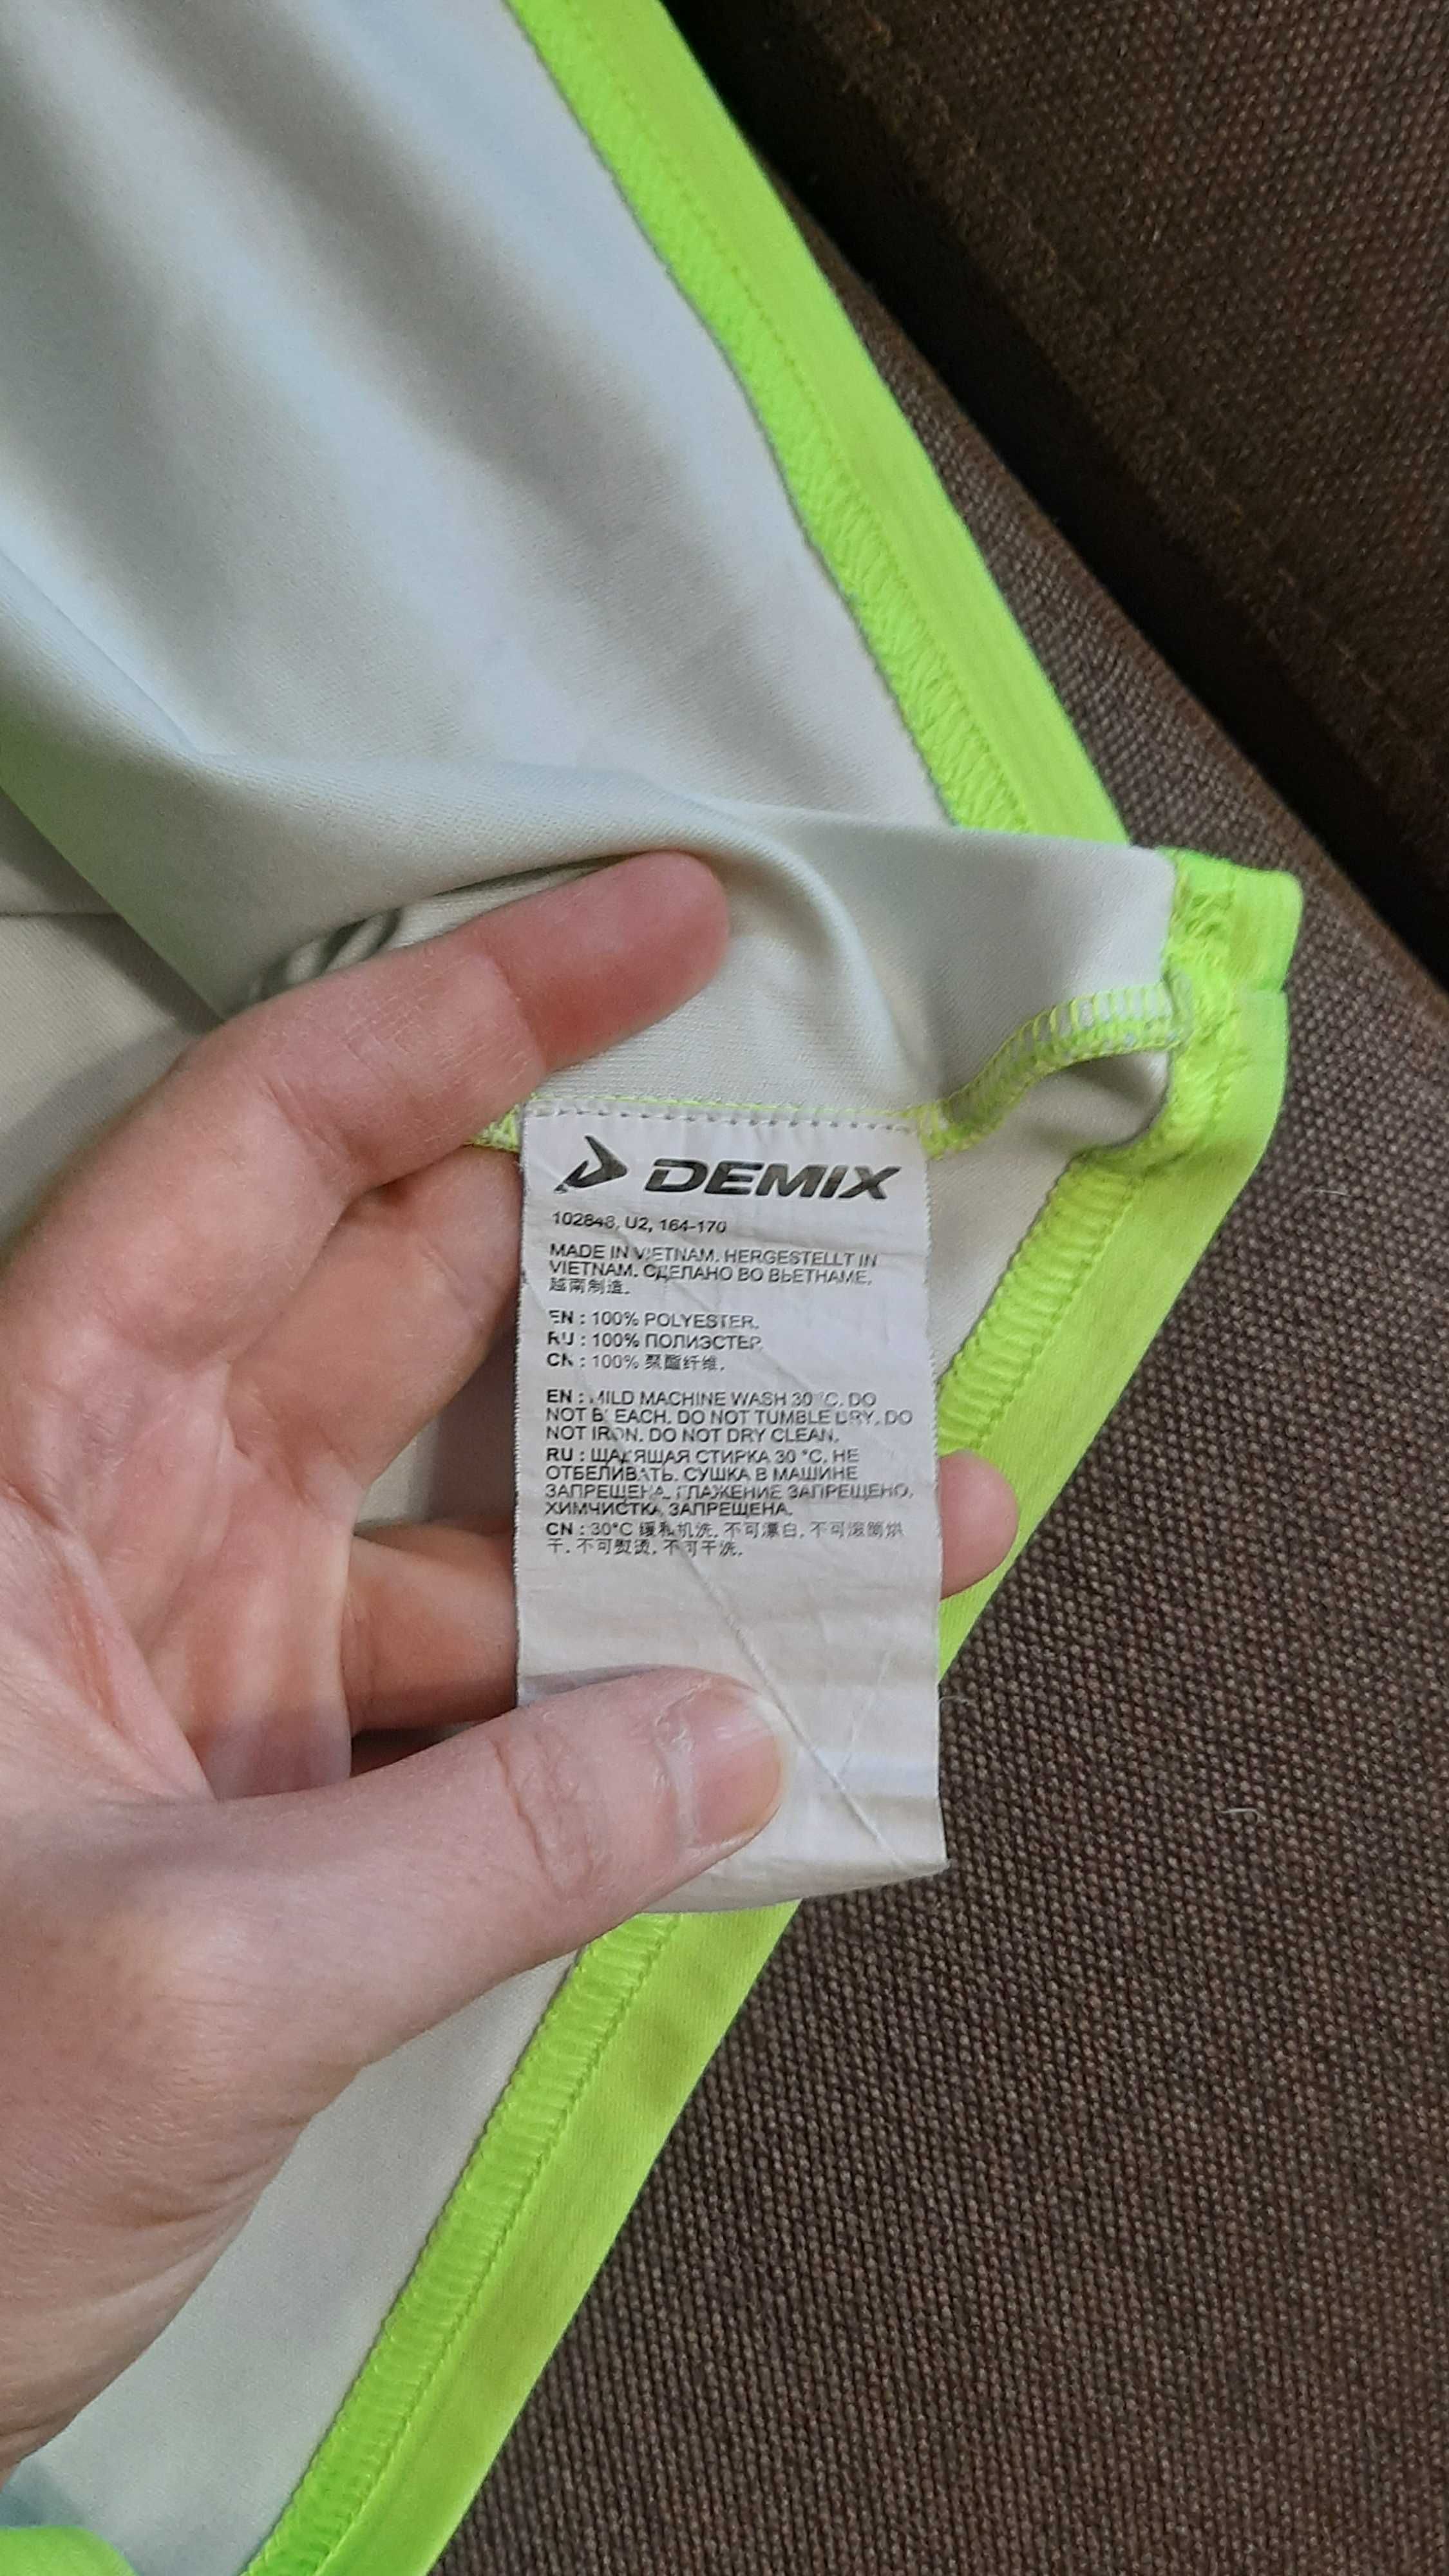 DEMIX
102848, U2, 164-170
MADE IN VIETNAM. HERGESTELLT IN
VIETNAM. СДЕЛАНО ВО ВЬЕТНАМЕ.
越南制造.
EN : 100% POLYESTER.
RU : 100% ПОЛИЭСТЕР.
CN : 100% 聚酯纤维.
EN : MILD MACHINE WASH 30 °C. DO
NOT BLEACH. DO NOT TUMBLE DRY. DO
NOT IRON. DO NOT DRY CLEAN.
RU : ЩАДЯЩАЯ СТИРКА 30 °C. НЕ
ОТБЕЛИВАТЬ. СУШКА В МАШИНЕ
ЗАПРЕЩЕНА. ГЛАЖЕНИЕ ЗАПРЕЩЕНО.
ХИМЧИСТКА ЗАПРЕЩЕНА.
CN : 30°C 缓和机洗. 不可漂白. 不可滚筒烘
干. 不可熨烫. 不可干洗.